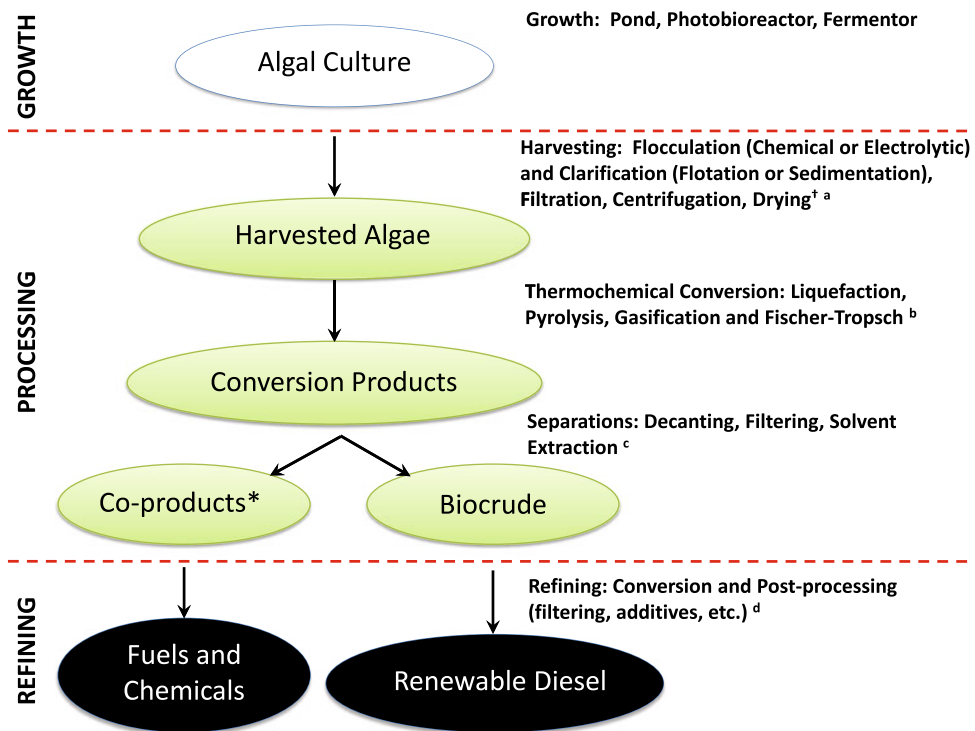 GROWTH
Growth: Pond, Photobioreactor, Fermentor
Algal Culture
PROCESSING
Harvesting: Flocculation (Chemical or Electrolytic)
and Clarification (Flotation or Sedimentation),
Filtration, Centrifugation, Drying† a
Harvested Algae
Thermochemical Conversion: Liquefaction,
Pyrolysis, Gasification and Fischer-Tropsch b
Conversion Products
Separations: Decanting, Filtering, Solvent
Extraction c
Co-products*
Biocrude
REFINING
Refining: Conversion and Post-processing
(filtering, additives, etc.) d
Fuels and
Chemicals
Renewable Diesel